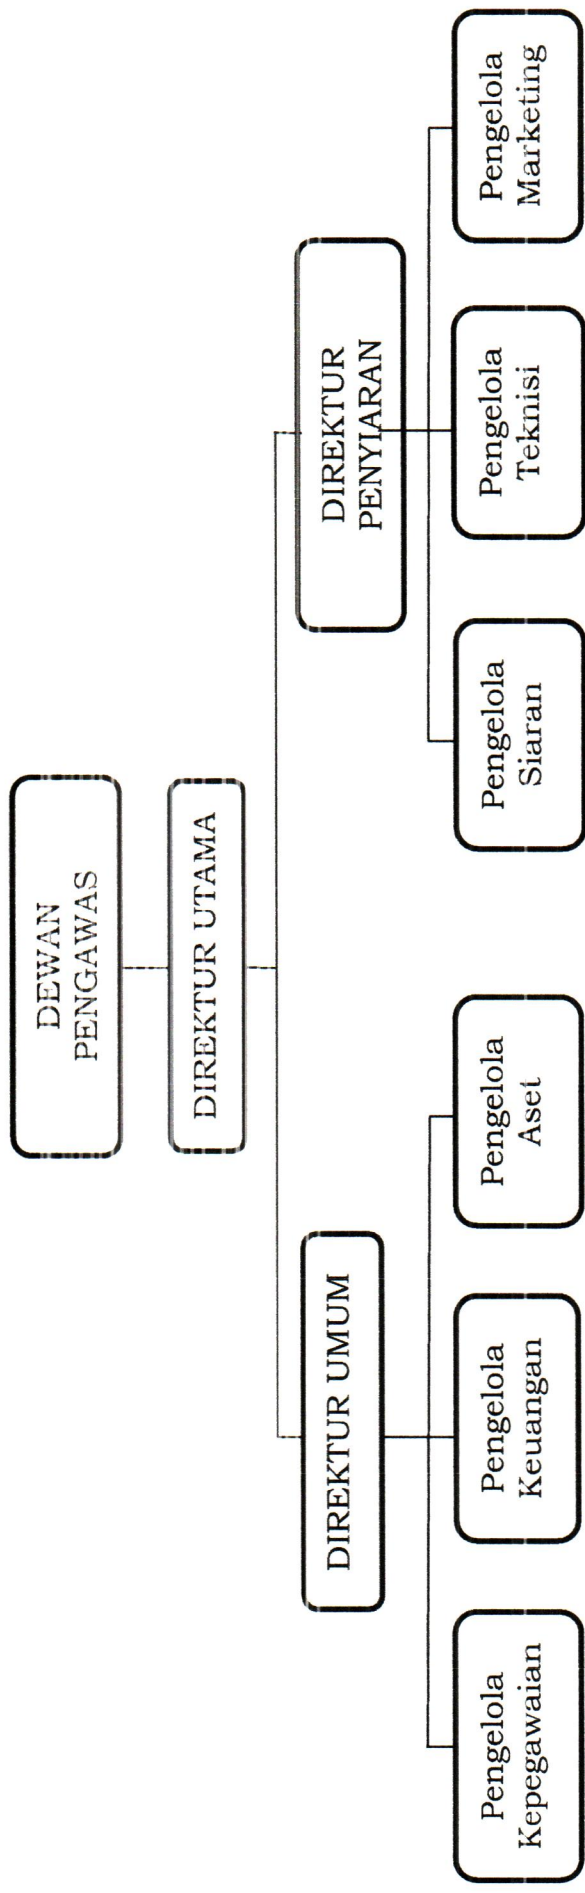 DEWAN
PENGAWAS
DIREKTUR UTAMA
DIREKTUR UMUM
DIREKTUR
PENYIARAN
Pengelola
Kepegawaian
Pengelola
Keuangan
Pengelola
Aset
Pengelola
Siaran
Pengelola
Teknisi
Pengelola
Marketing